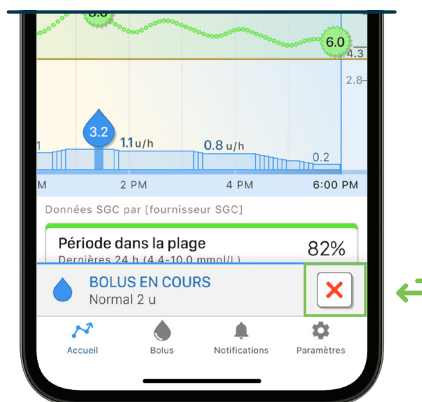 6.0
4.3
2.8
3.2
1.1 u/h
0.8 u/h
0.2
M 2 PM 4 PM 6:00 PM
Données SGC par [fournisseur SGC]
Période dans la plage
82%
Dernières 24 h (4.4-10.0 mmol/L)
BOLUS EN COURS
Normal 2 u
Accueil Bolus Notifications Paramètres